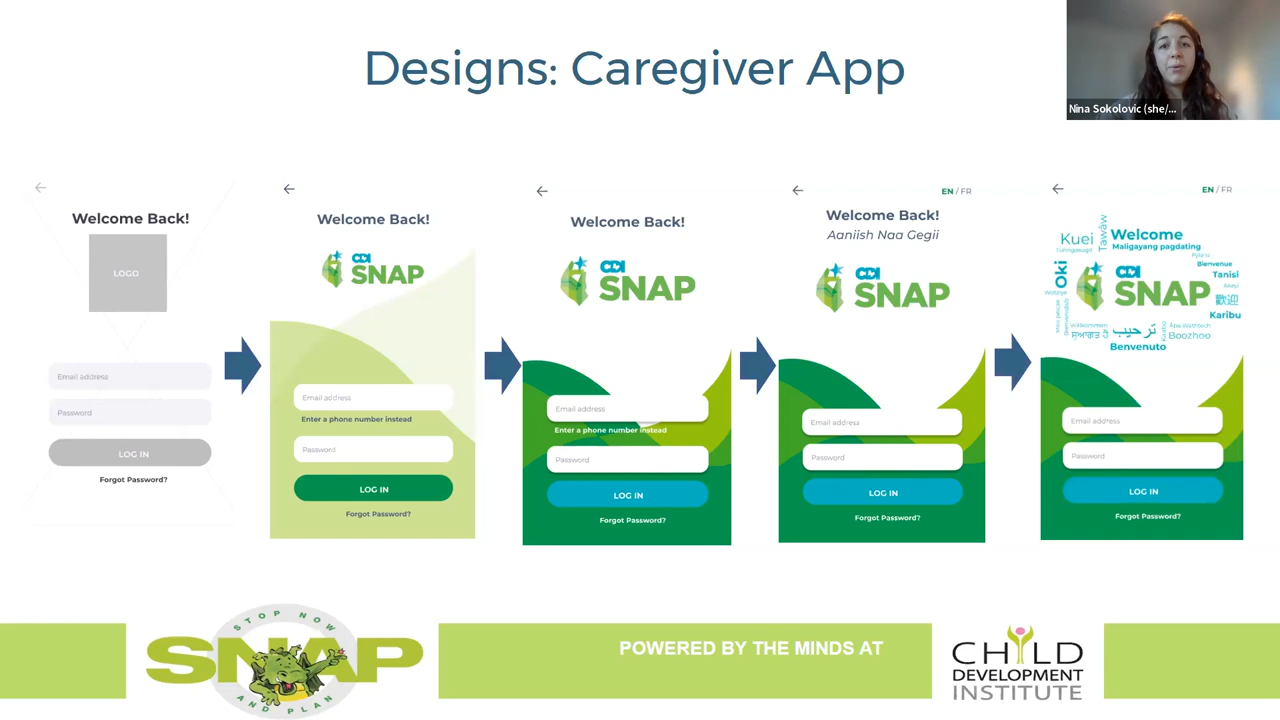 Designs: Caregiver App
Nina Sokolovic (she/...
Welcome Back!
LOGO
Email address
Password
LOG IN
Forgot Password?
Welcome Back!
CDI
SNAP
Email address
Enter a phone number instead
Password
LOG IN
Forgot Password?
Welcome Back!
CDI
SNAP
Email address
Enter a phone number instead
Password
LOG IN
Forgot Password?
EN / FR
Welcome Back!
Aaniish Naa Gegii
CDI
SNAP
Email address
Password
LOG IN
Forgot Password?
EN / FR
Kuei
Tawâw
Welcome
Tunngasugit
Maligayang pagdating
Oki
Bienvenue
Tanisi
CDI
SNAP
歡迎
Karibu
Willkommen
ਸੁਆਗਤ ਹੈ
ترحيب
Boozhoo
Benvenuto
Email address
Password
LOG IN
Forgot Password?
STOP NOW
SNAP
AND PLAN
POWERED BY THE MINDS AT
CHILD
DEVELOPMENT
INSTITUTE